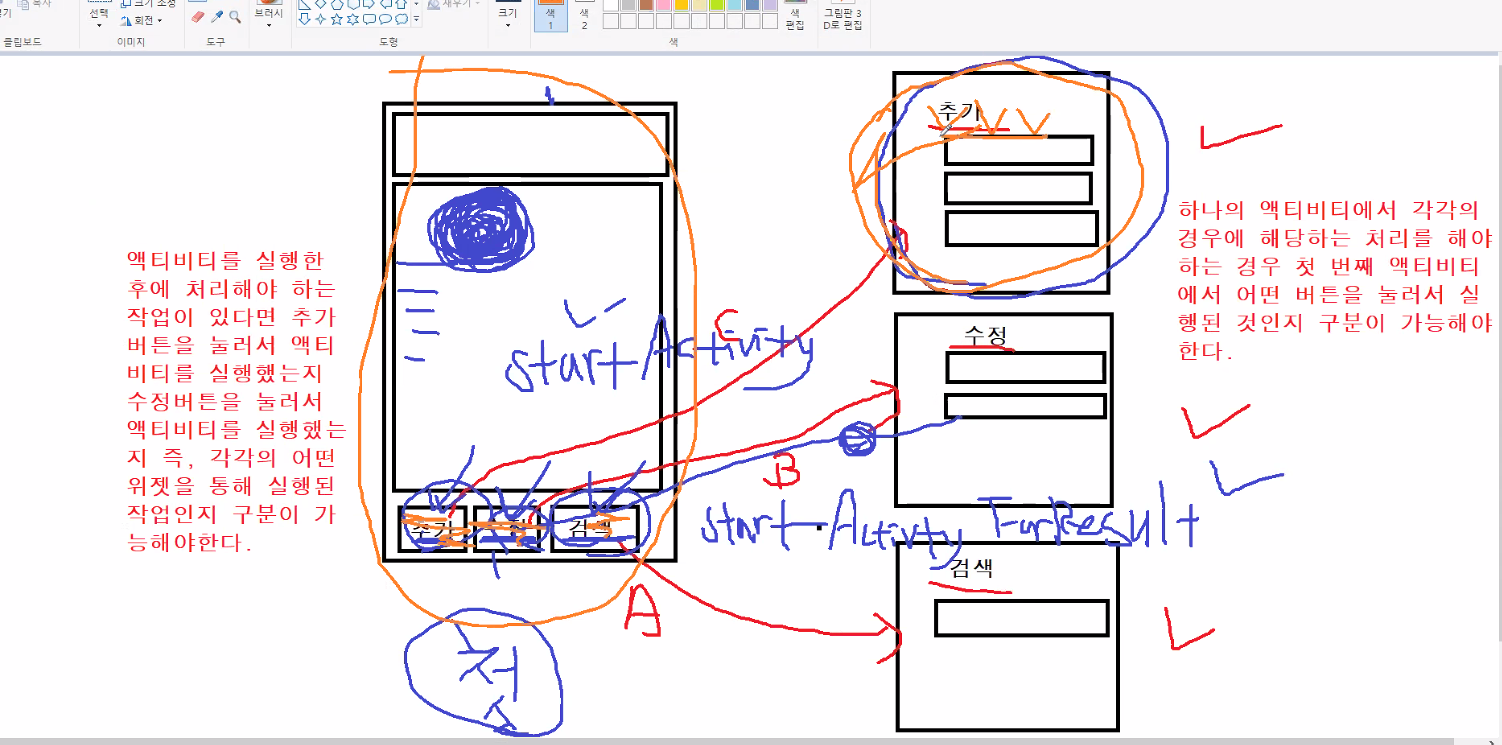 복사
크기 조정
선택
회전
브러시
채우기
크기
색
1
색
2
색
편집
그림판 3
D로 편집
클립보드
이미지
도구
도형
색
추가
하나의 액티비티에서 각각의
경우에 해당하는 처리를 해야
하는 경우 첫 번째 액티비티
에서 어떤 버튼을 눌러서 실
행된 것인지 구분이 가능해야
한다.
액티비티를 실행한
후에 처리해야 하는
작업이 있다면 추가
버튼을 눌러서 액티
비티를 실행했는지
수정버튼을 눌러서
액티비티를 실행했는
지 즉, 각각의 어떤
위젯을 통해 실행된
작업인지 구분이 가
능해야한다.
C
startActivity
수정
B
start-Activity ForResult
추가
검색
검색
A